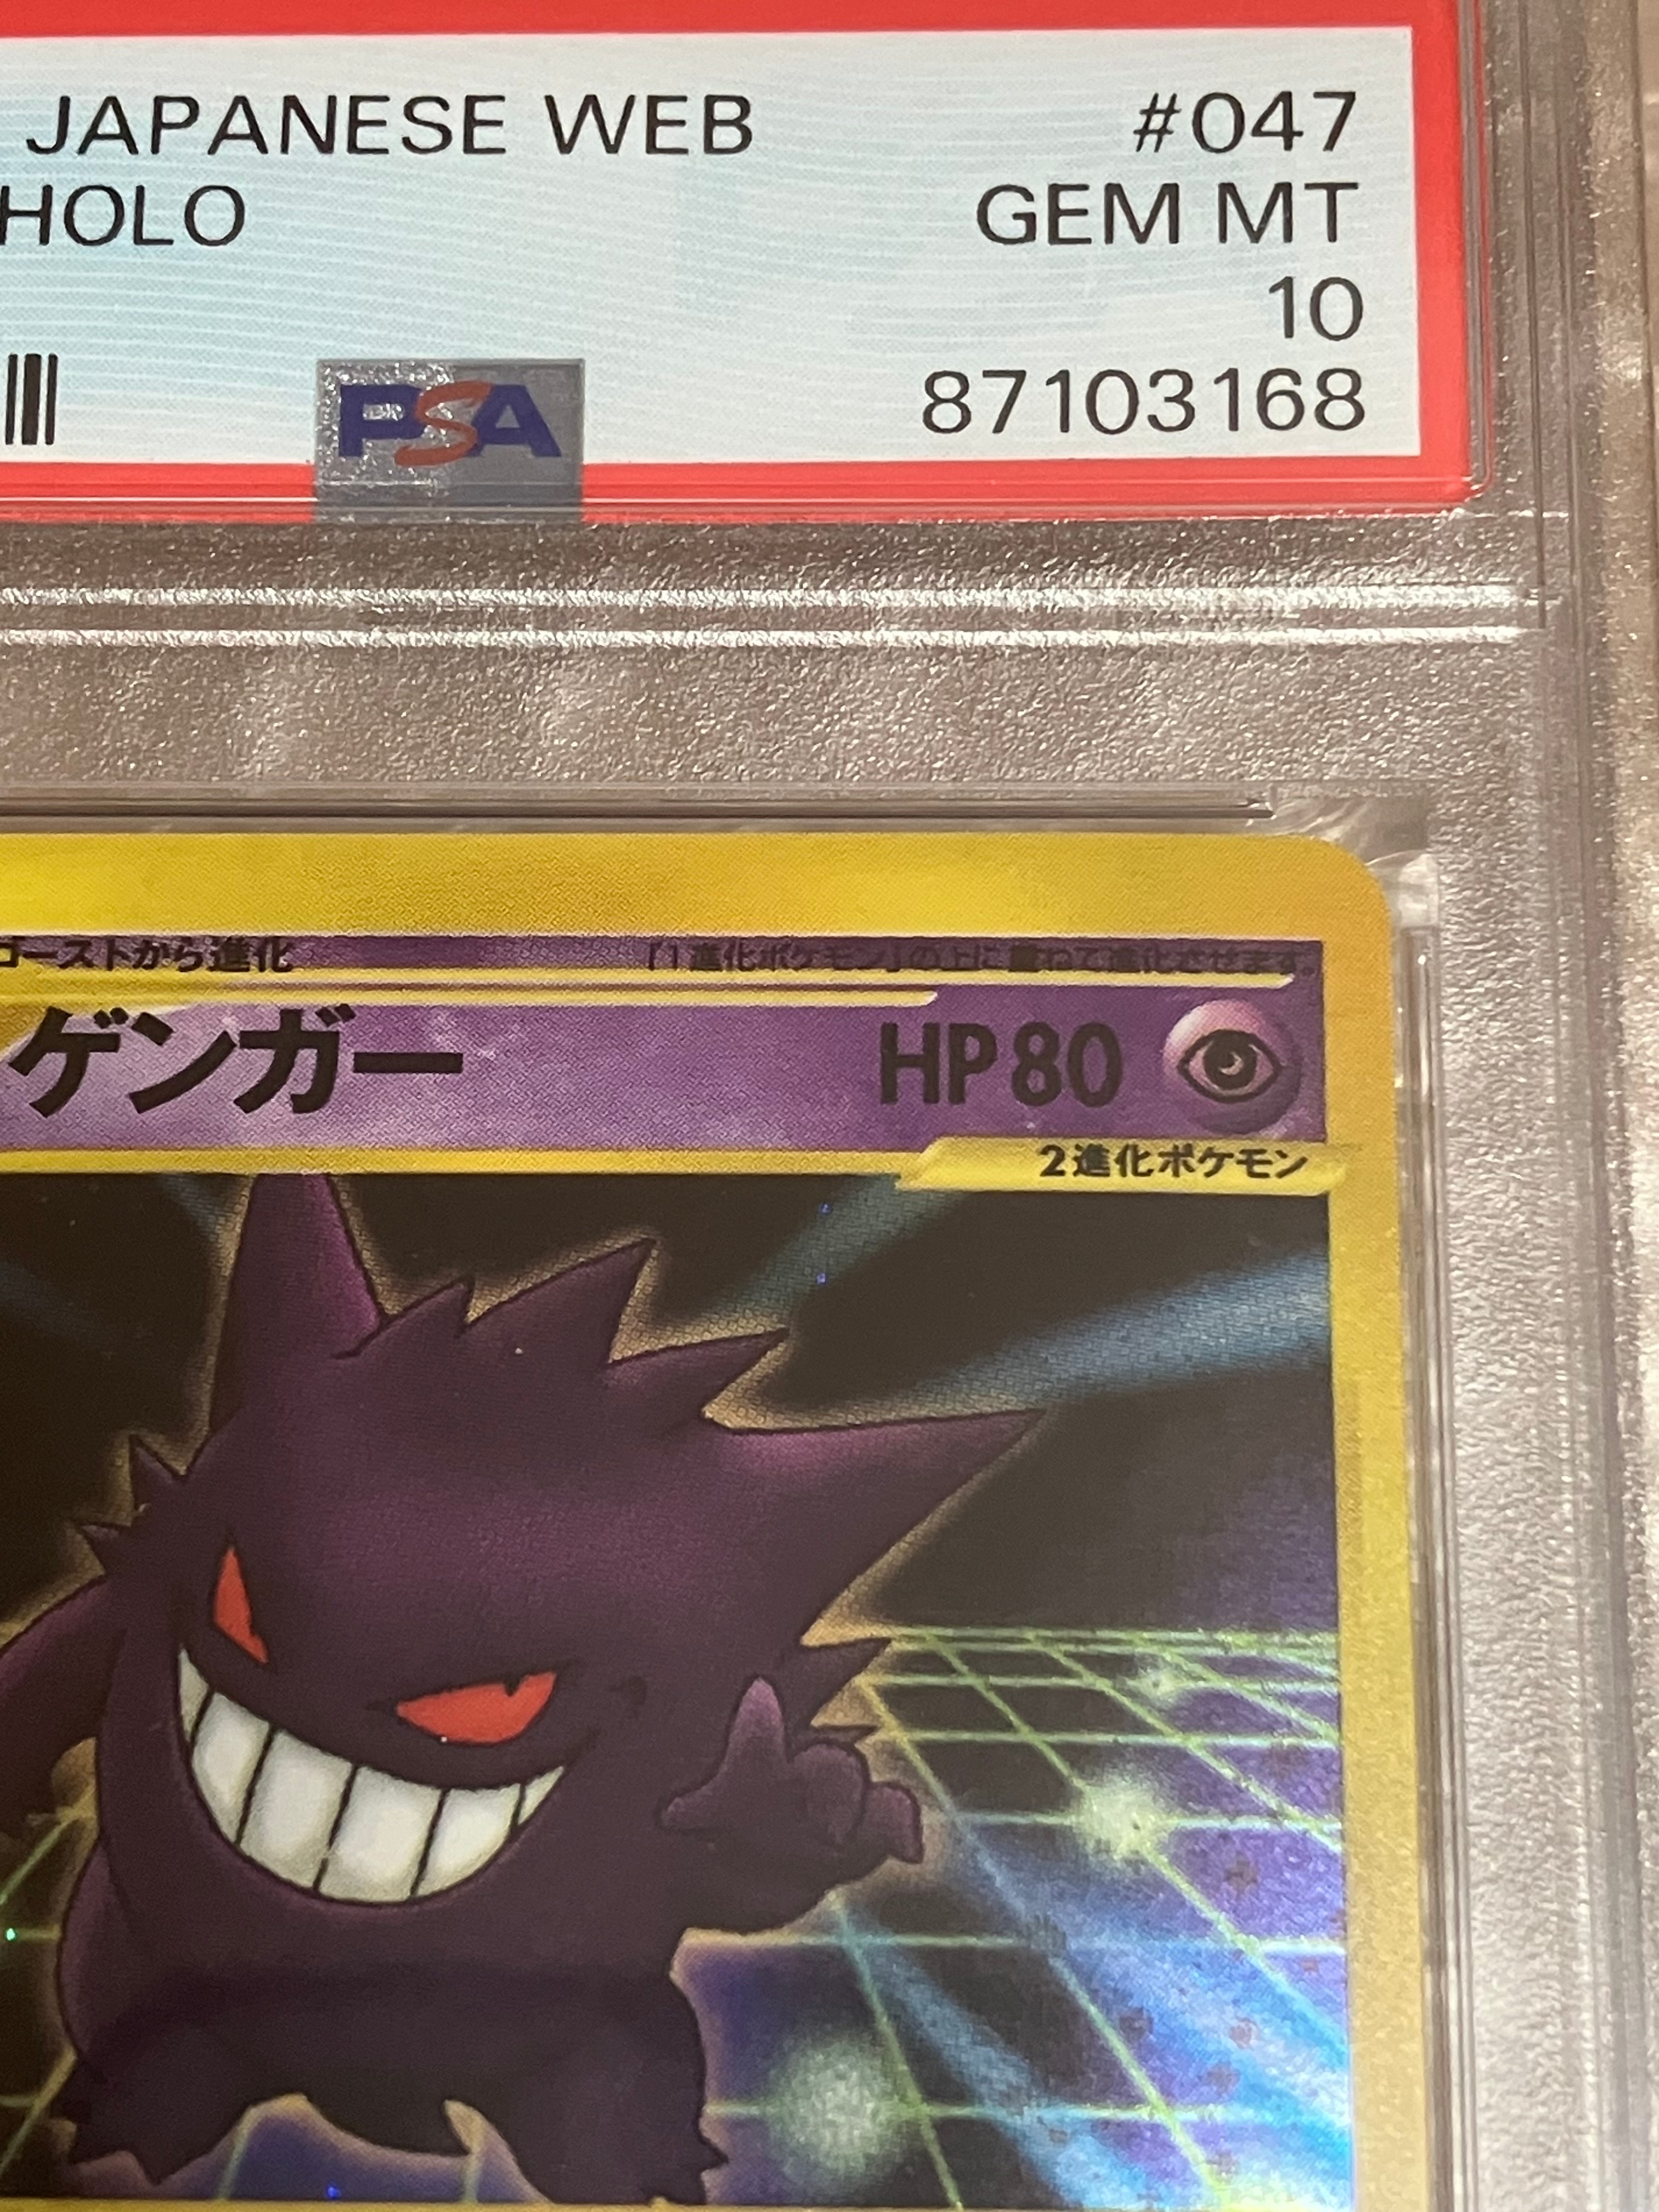 JAPANESE WEB #047
HOLO GEM MT
10
PSA 87103168
ゴーストから進化 「1進化ポケモン」の上に重ねて進化させます。
ゲンガー HP80
2進化ポケモン